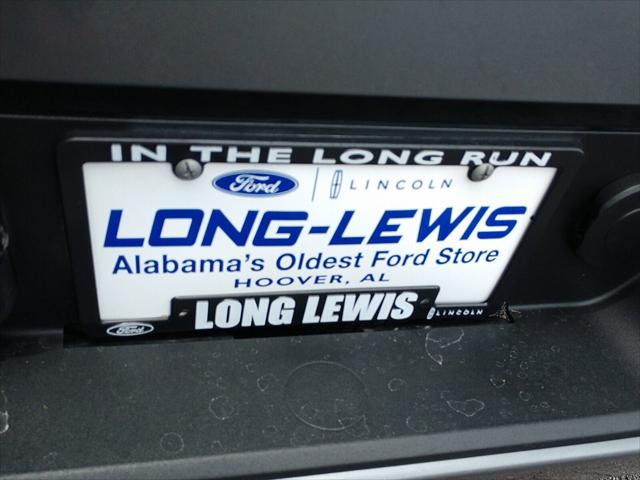 IN THE LONG RUN
Ford | LINCOLN
LONG-LEWIS
Alabama's Oldest Ford Store
HOOVER, AL
LONG LEWIS
Ford LINCOLN